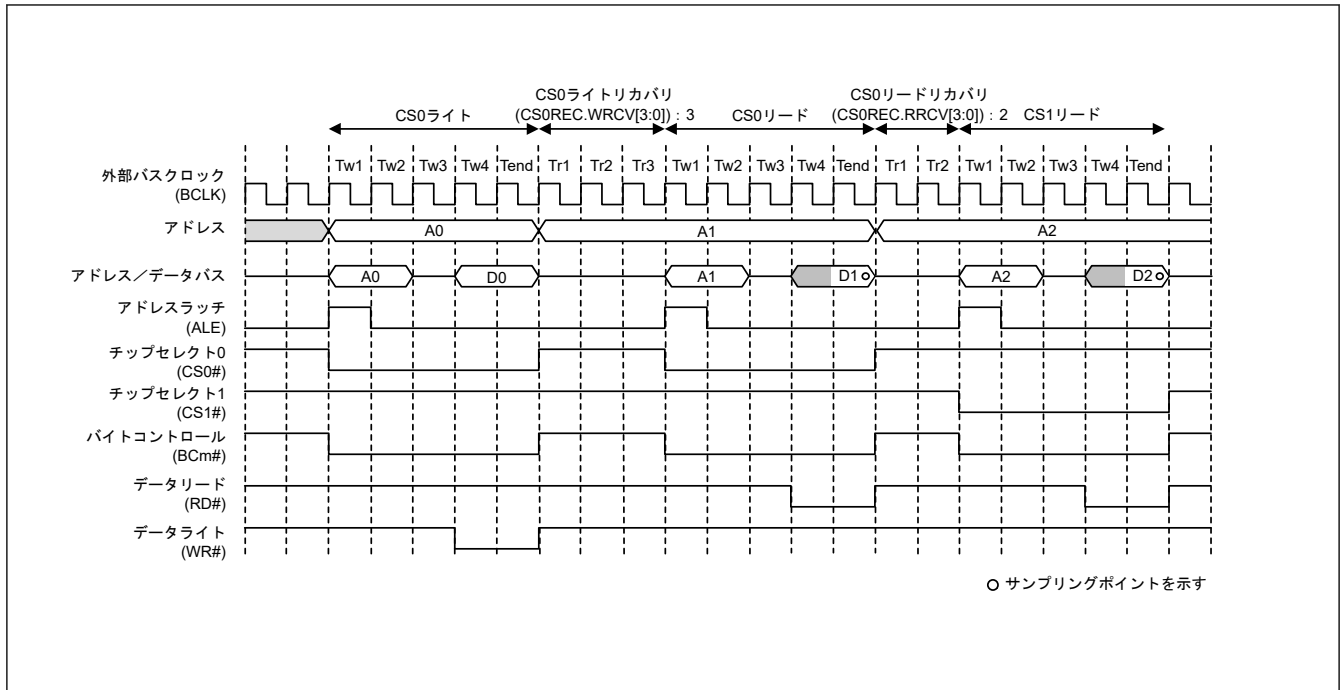 CS0ライト
CS0ライトリカバリ
(CS0REC.WRCV[3:0]) : 3
CS0リード
CS0リードリカバリ
(CS0REC.RRCV[3:0]) : 2
CS1リード
Tw1 Tw2 Tw3 Tw4 Tend Tr1 Tr2 Tr3 Tw1 Tw2 Tw3 Tw4 Tend Tr1 Tr2 Tw1 Tw2 Tw3 Tw4 Tend
外部バスクロック
(BCLK)
アドレス
A0 A1 A2
アドレス／データバス
A0 D0 A1 D1 A2 D2
アドレスラッチ
(ALE)
チップセレクト0
(CS0#)
チップセレクト1
(CS1#)
バイトコントロール
(BCm#)
データリード
(RD#)
データライト
(WR#)
サンプリングポイントを示す